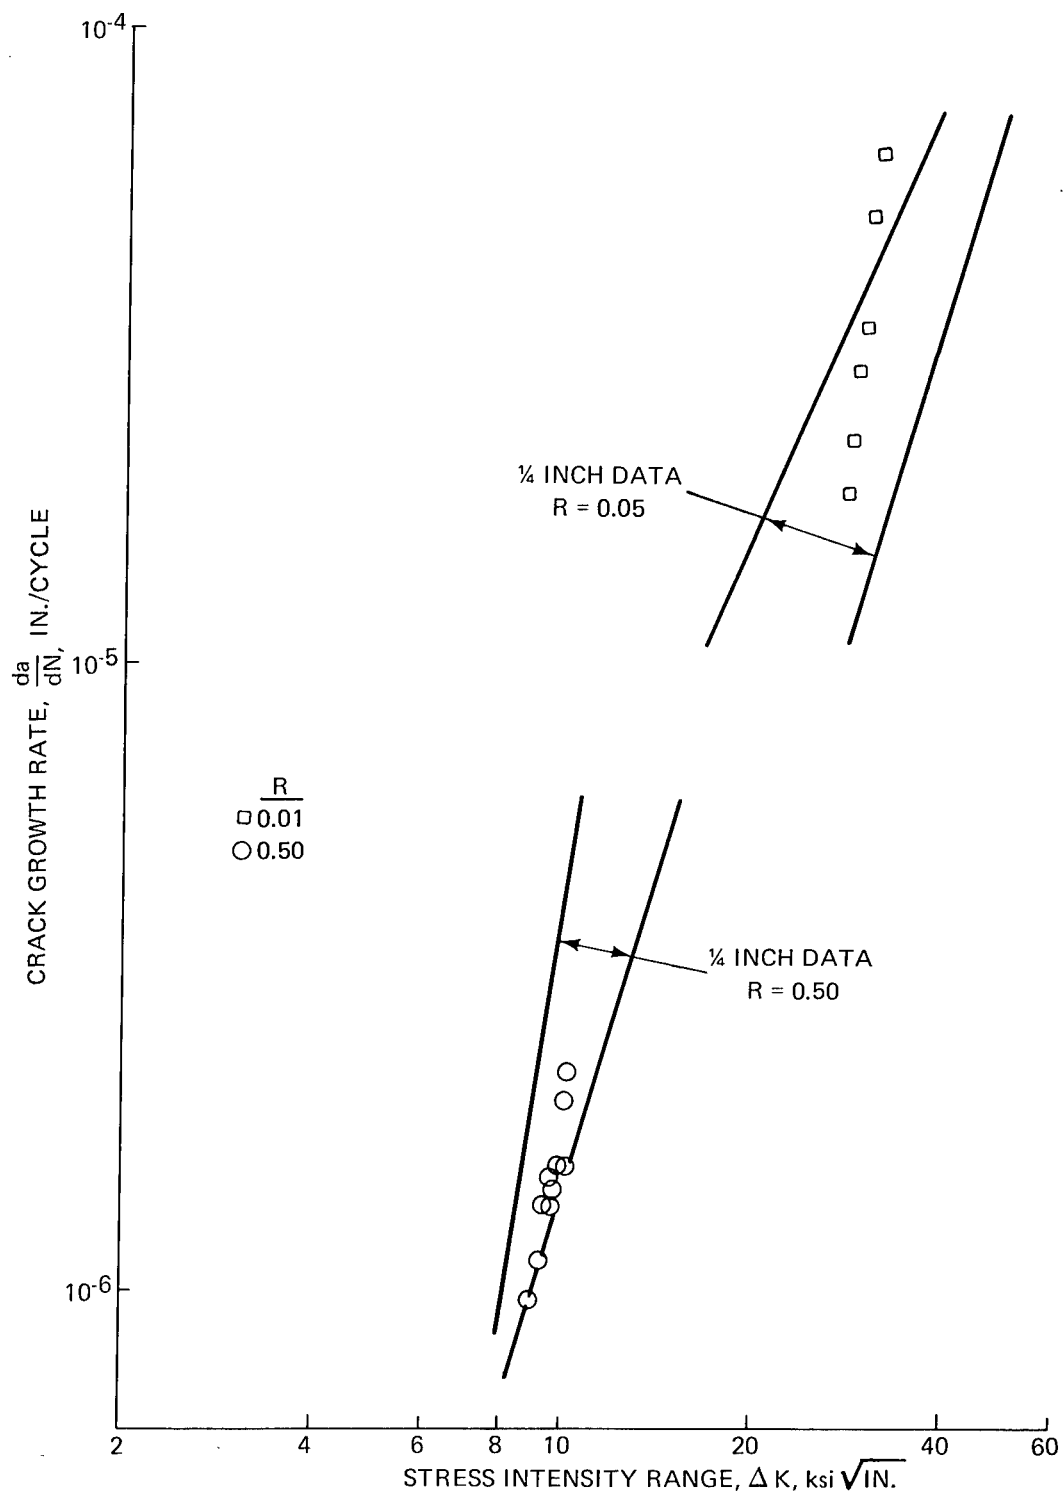 10-4
¼ INCH DATA
R = 0.05
CRACK GROWTH RATE, da/dN, IN./CYCLE
10-5
R
0.01
0.50
¼ INCH DATA
R = 0.50
10-6
2 4 6 8 10 20 40 60
STRESS INTENSITY RANGE, Δ K, ksi √IN.